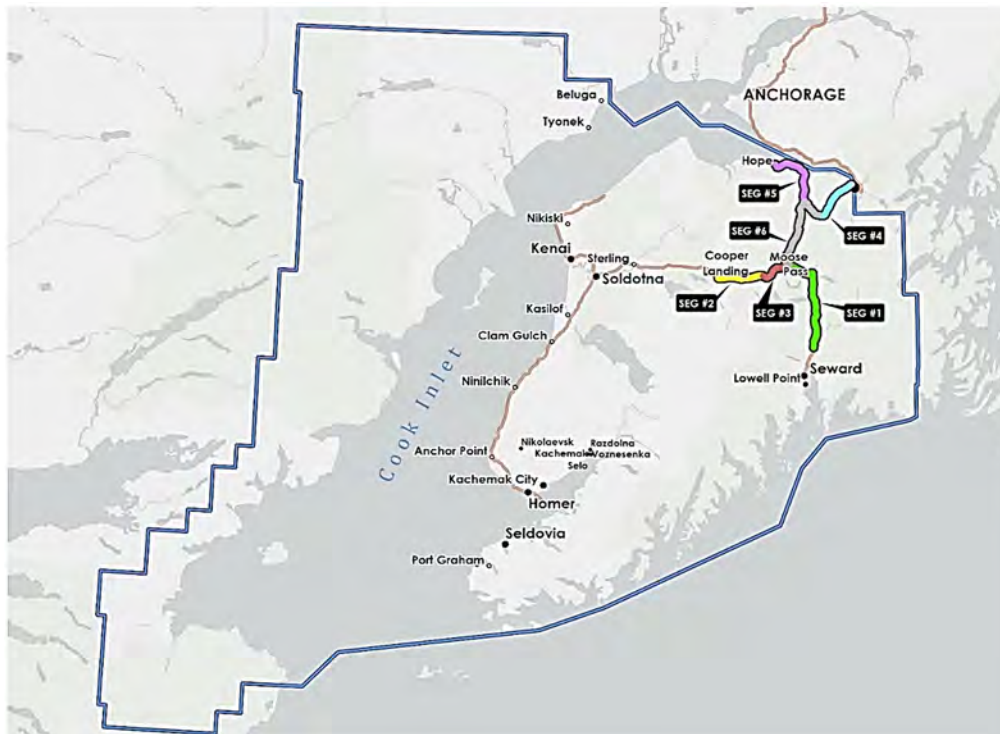 Beluga
ANCHORAGE
Tyonek
Hope
SEG #5
SEG #4
Nikiski
SEG #6
Kenai
Sterling
Cooper
Landing
Moose
Pass
Soldotna
SEG #2
SEG #3
SEG #1
Kasilof
Clam Gulch
Cook Inlet
Seward
Lowell Point
Ninilchik
Nikolaevsk
Razdolna
Kachemak
Voznesenka
Selo
Anchor Point
Kachemak City
Homer
Seldovia
Port Graham